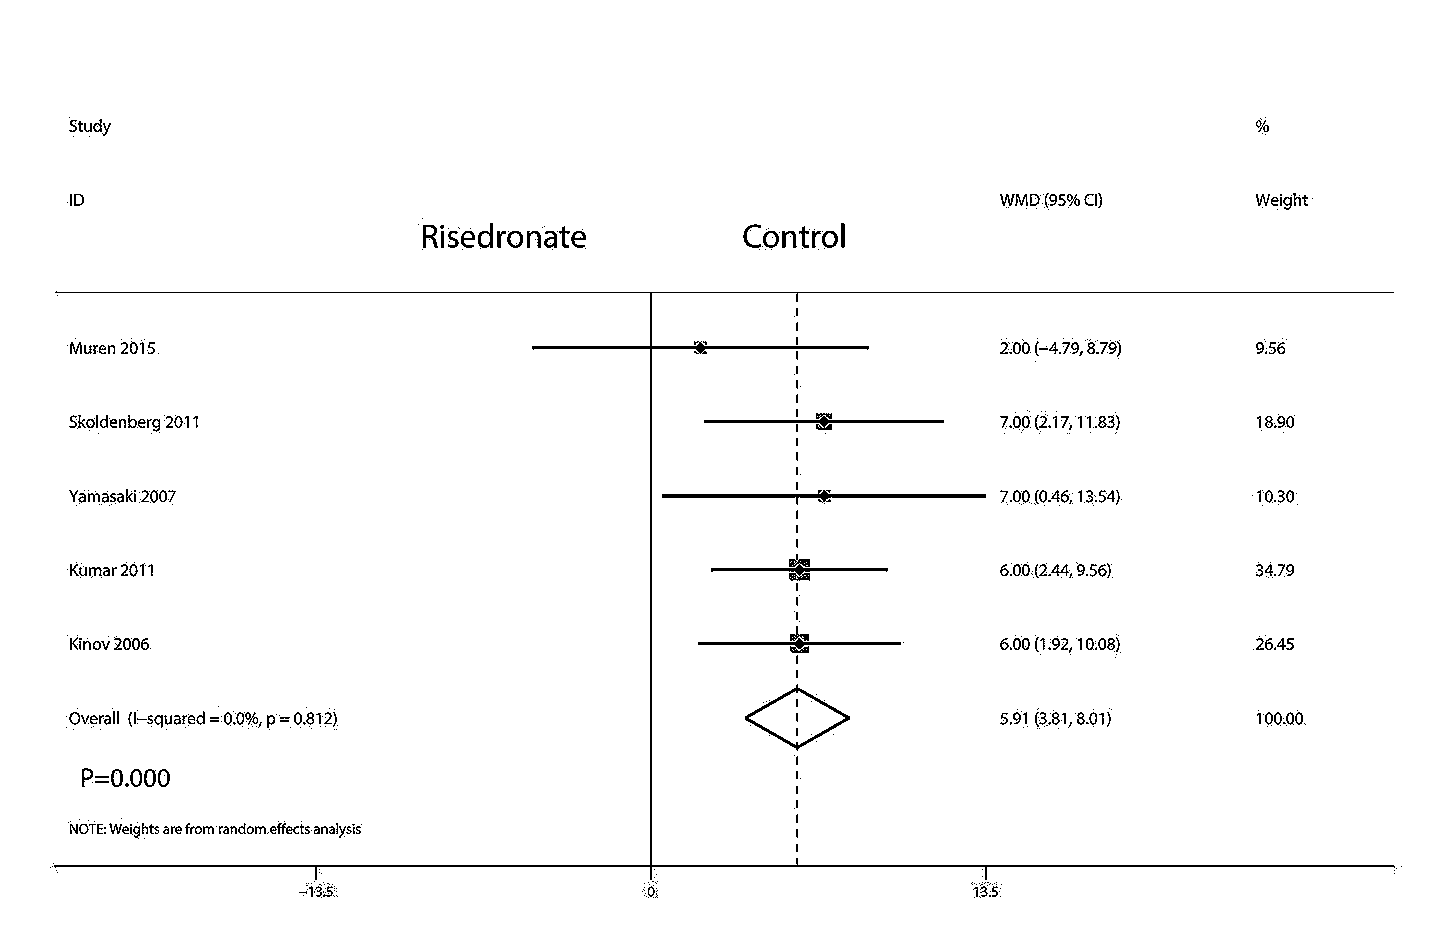 Study %
ID WMD (95% CI) Weight
Risedronate Control
Muren 2015 2.00 (−4.79, 8.79) 9.56
Skoldenberg 2011 7.00 (2.17, 11.83) 18.90
Yamasaki 2007 7.00 (0.46, 13.54) 10.30
Kumar 2011 6.00 (2.44, 9.56) 34.79
Kinov 2006 6.00 (1.92, 10.08) 26.45
Overall (I−squared = 0.0%, p = 0.812) 5.91 (3.81, 8.01) 100.00
P=0.000
NOTE: Weights are from random effects analysis
−13.5 0 13.5